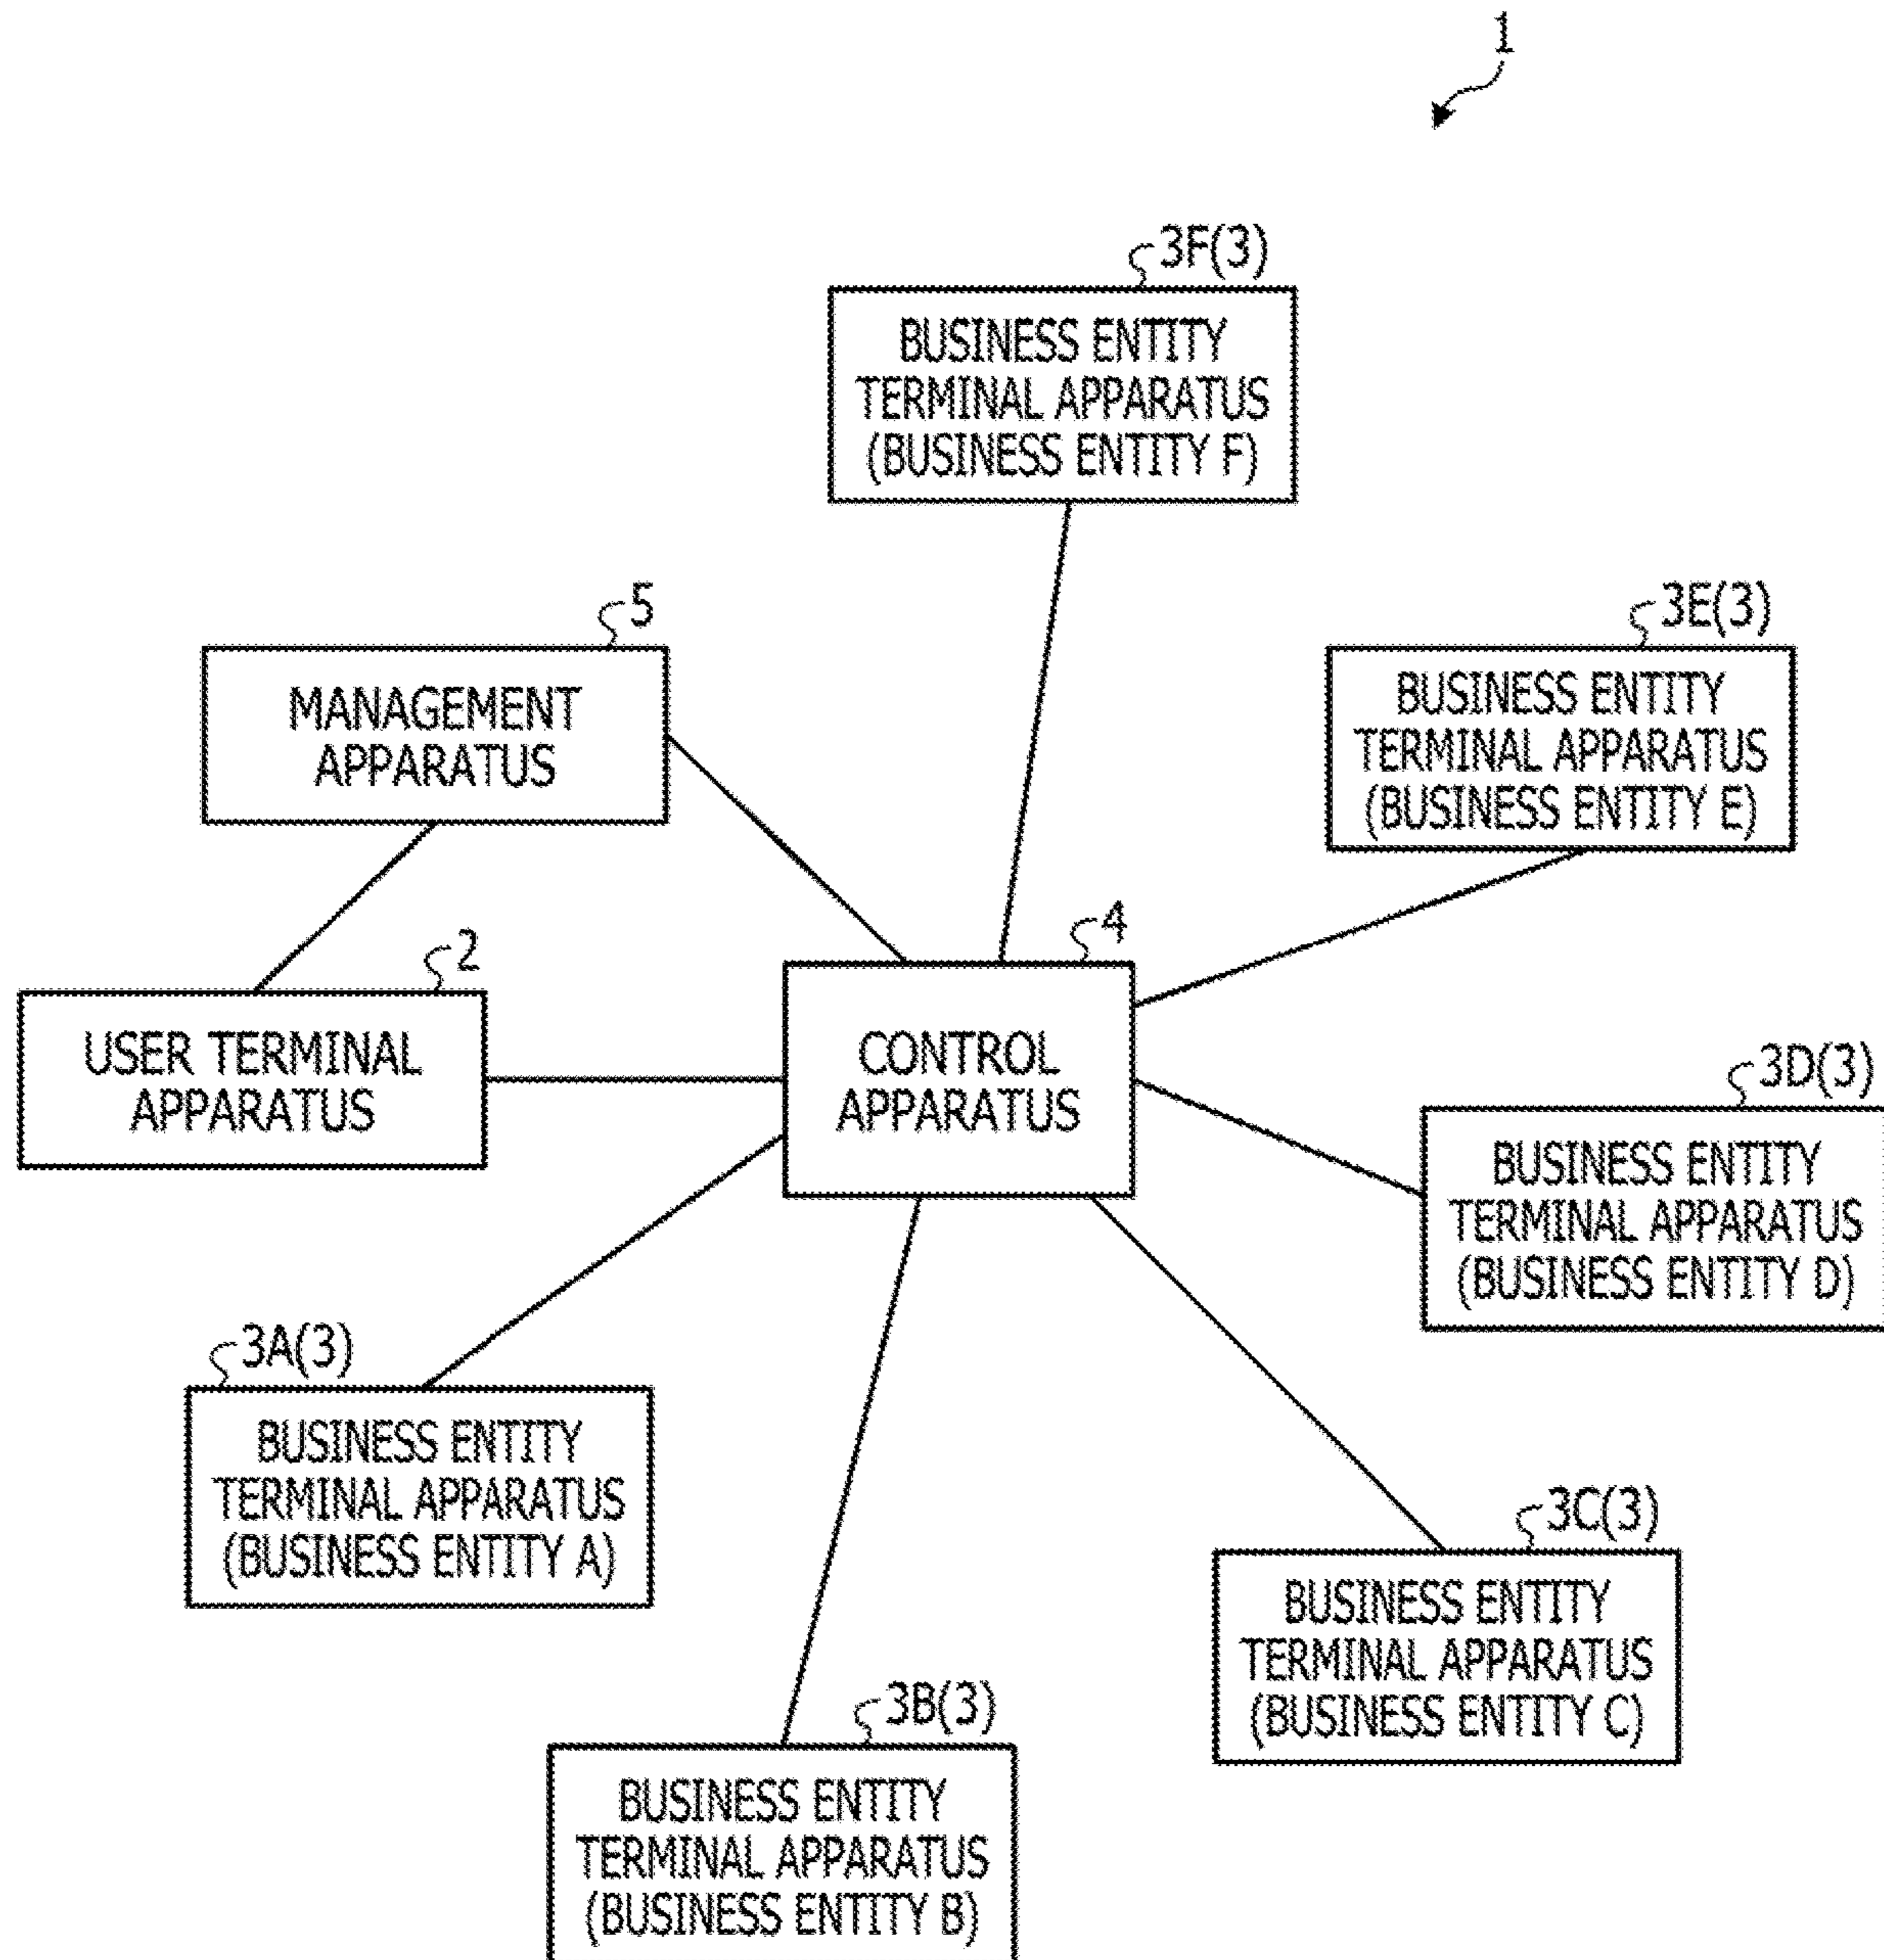 1
3F(3)
BUSINESS ENTITY
TERMINAL APPARATUS
(BUSINESS ENTITY F)
5
MANAGEMENT
APPARATUS
3E(3)
BUSINESS ENTITY
TERMINAL APPARATUS
(BUSINESS ENTITY E)
2
USER TERMINAL
APPARATUS
4
CONTROL
APPARATUS
3D(3)
BUSINESS ENTITY
TERMINAL APPARATUS
(BUSINESS ENTITY D)
3A(3)
BUSINESS ENTITY
TERMINAL APPARATUS
(BUSINESS ENTITY A)
3C(3)
BUSINESS ENTITY
TERMINAL APPARATUS
(BUSINESS ENTITY C)
3B(3)
BUSINESS ENTITY
TERMINAL APPARATUS
(BUSINESS ENTITY B)